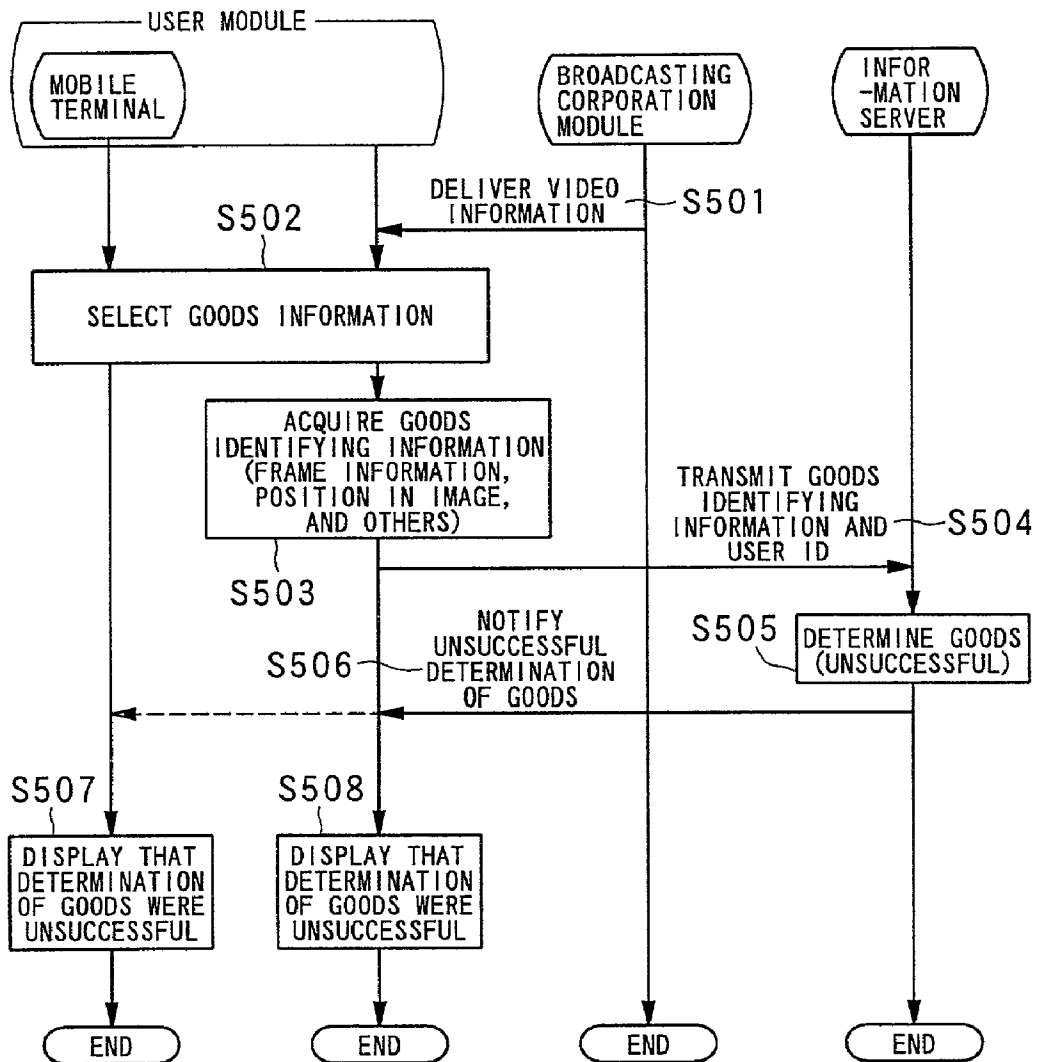 USER MODULE
MOBILE
TERMINAL
BROADCASTING
CORPORATION
MODULE
INFOR
-MATION
SERVER
DELIVER VIDEO
INFORMATION
S501
S502
SELECT GOODS INFORMATION
ACQUIRE GOODS
IDENTIFYING INFORMATION
(FRAME INFORMATION,
POSITION IN IMAGE,
AND OTHERS)
S503
TRANSMIT GOODS
IDENTIFYING
INFORMATION AND
USER ID
S504
S505
DETERMINE GOODS
(UNSUCCESSFUL)
NOTIFY
UNSUCCESSFUL
DETERMINATION
OF GOODS
S506
S507
DISPLAY THAT
DETERMINATION
OF GOODS WERE
UNSUCCESSFUL
S508
DISPLAY THAT
DETERMINATION
OF GOODS WERE
UNSUCCESSFUL
END
END
END
END